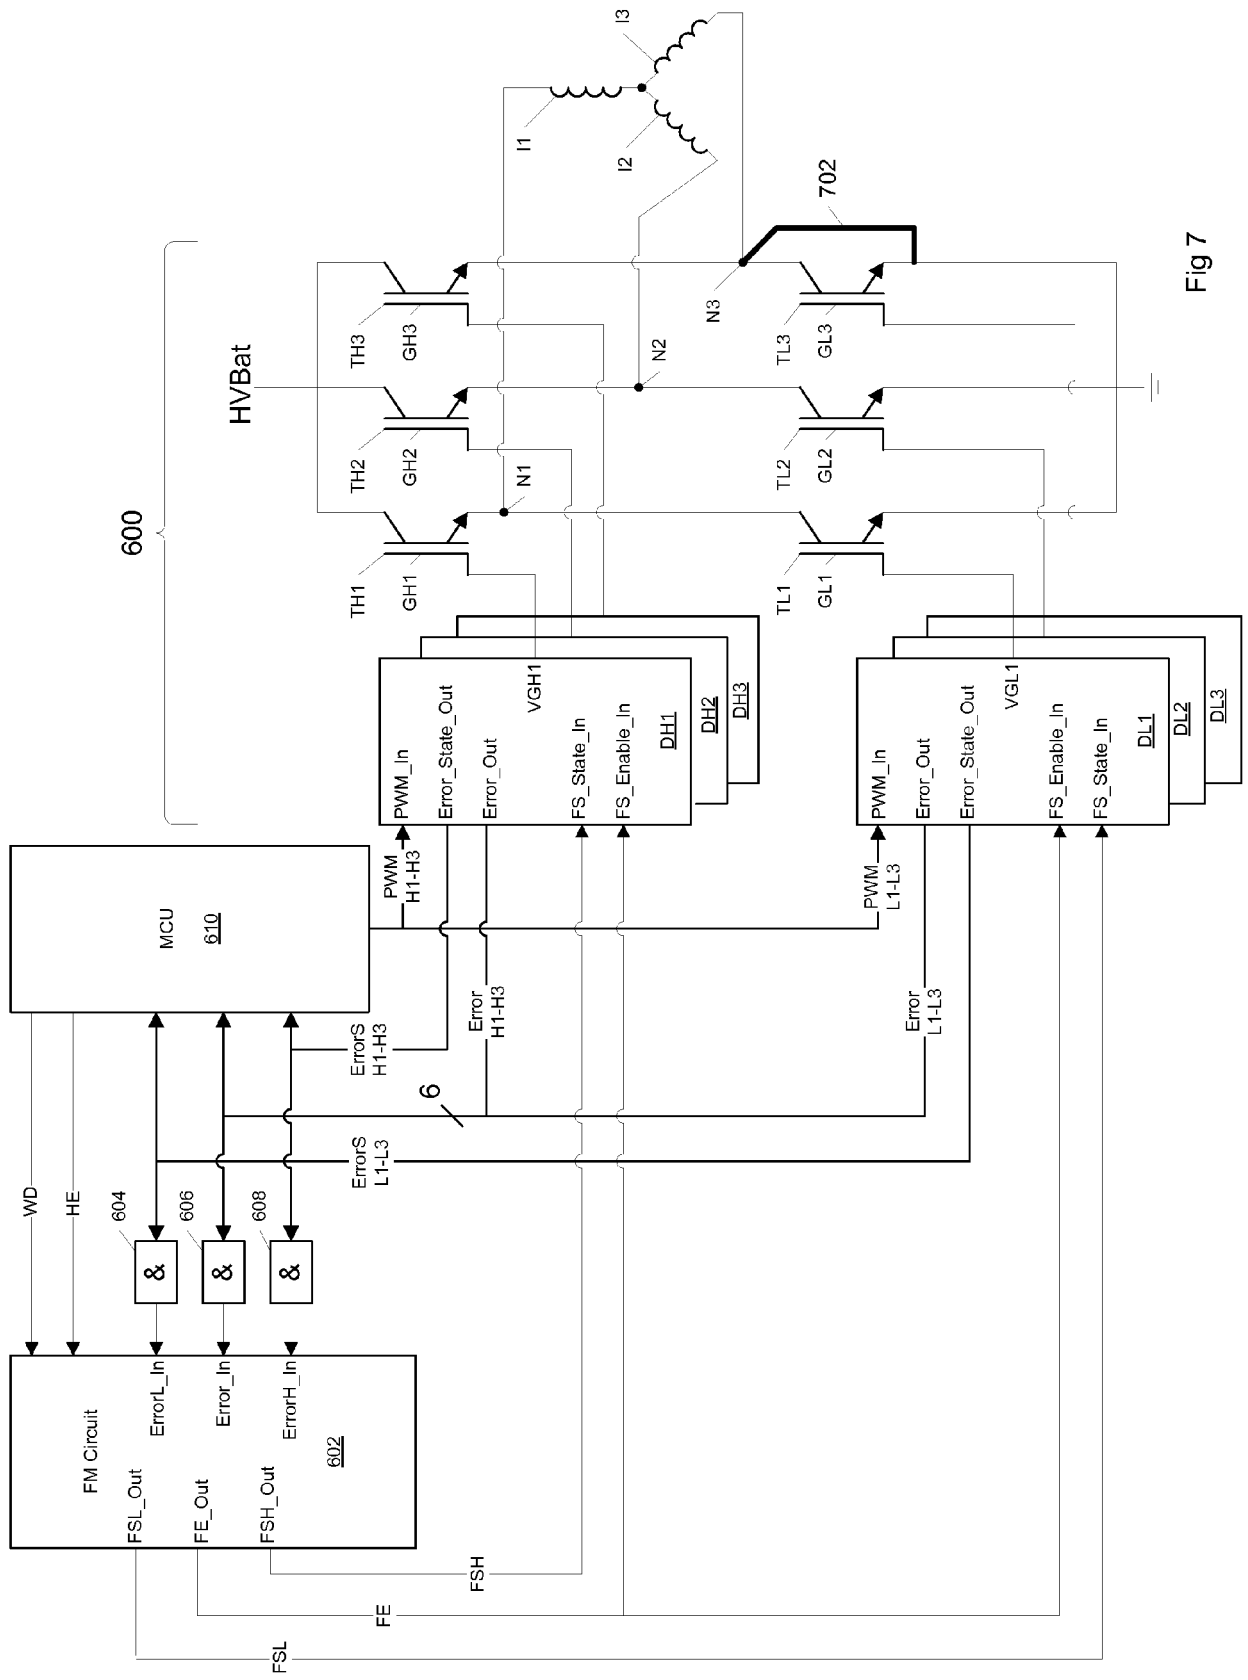 600
HVBat
TH1
GH1
TH2
GH2
TH3
GH3
I1
I2
I3
N1
N2
N3
702
TL1
GL1
TL2
GL2
TL3
GL3
Fig 7
MCU
610
WD
HE
604
606
608
&
&
&
FM Circuit
602
FSL_Out
FE_Out
FSH_Out
ErrorL_In
Error_In
ErrorH_In
ErrorS
L1-L3
6
ErrorS
H1-H3
Error
H1-H3
Error
L1-L3
PWM
H1-H3
PWM
L1-L3
PWM_In
Error_State_Out
Error_Out
VGH1
FS_State_In
FS_Enable_In
DH1
DH2
DH3
PWM_In
Error_Out
Error_State_Out
VGL1
FS_Enable_In
FS_State_In
DL1
DL2
DL3
FSH
FE
FSL